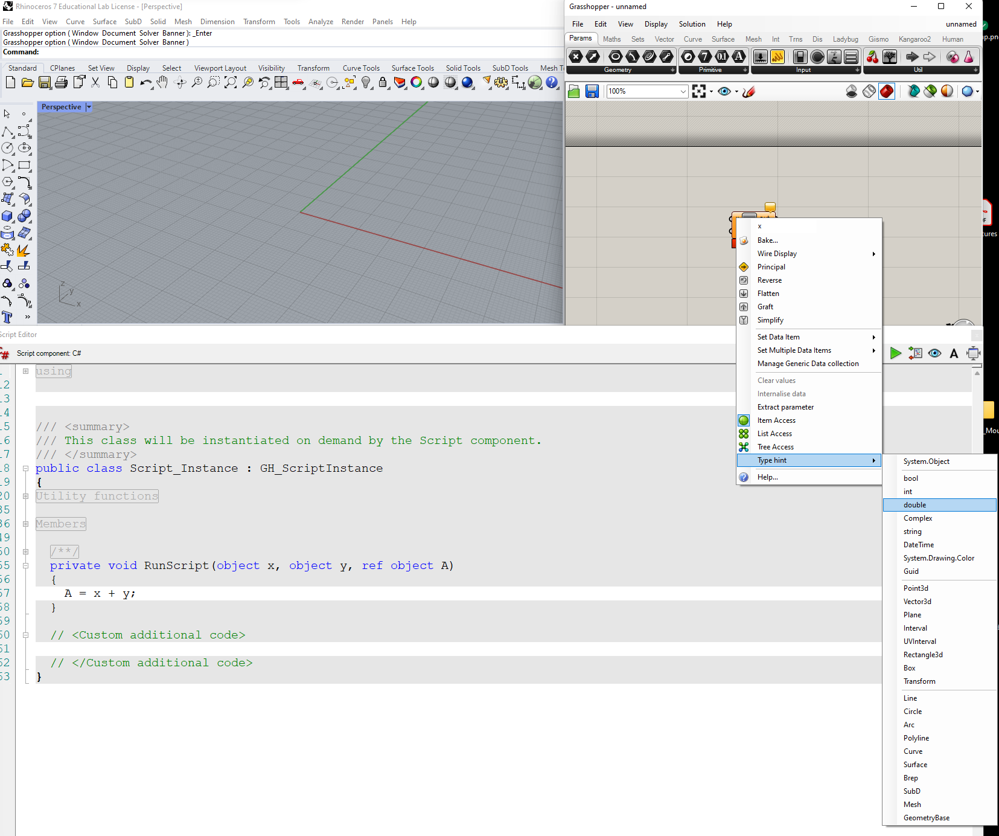 Rhinoceros 7 Educational Lab License - [Perspective]
File Edit View Curve Surface SubD Solid Mesh Dimension Transform Tools Analyze Render Panels Help
Grasshopper option ( Window Document Solver Banner ): _Enter
Grasshopper option ( Window Document Solver Banner )
Command:
Standard CPlanes Set View Display Select Viewport Layout Visibility Transform Curve Tools Surface Tools Solid Tools SubD Tools Mesh T
Perspective
z
y
x
Grasshopper - unnamed
File Edit View Display Solution Help unnamed
Params Maths Sets Vector Curve Surface Mesh Int Trns Dis Ladybug Gismo Kangaroo2 Human
Geometry Primitive Input Util
100%
x
Bake...
Wire Display
Principal
Reverse
Flatten
Graft
Simplify
Set Data Item
Set Multiple Data Items
Manage Generic Data collection
Clear values
Internalise data
Extract parameter
Item Access
List Access
Tree Access
Type hint
Help...
System.Object
bool
int
double
Complex
string
DateTime
System.Drawing.Color
Guid
Point3d
Vector3d
Plane
Interval
UVInterval
Rectangle3d
Box
Transform
Line
Circle
Arc
Polyline
Curve
Surface
Brep
SubD
Mesh
GeometryBase
Script Editor
Script component: C#
using
/// <summary>
/// This class will be instantiated on demand by the Script component.
/// </summary>
public class Script_Instance : GH_ScriptInstance
{
Utility functions
Members
/**/
private void RunScript(object x, object y, ref object A)
{
A = x + y;
}
// <Custom additional code>
// </Custom additional code>
}
p.pn
ures
_Mou